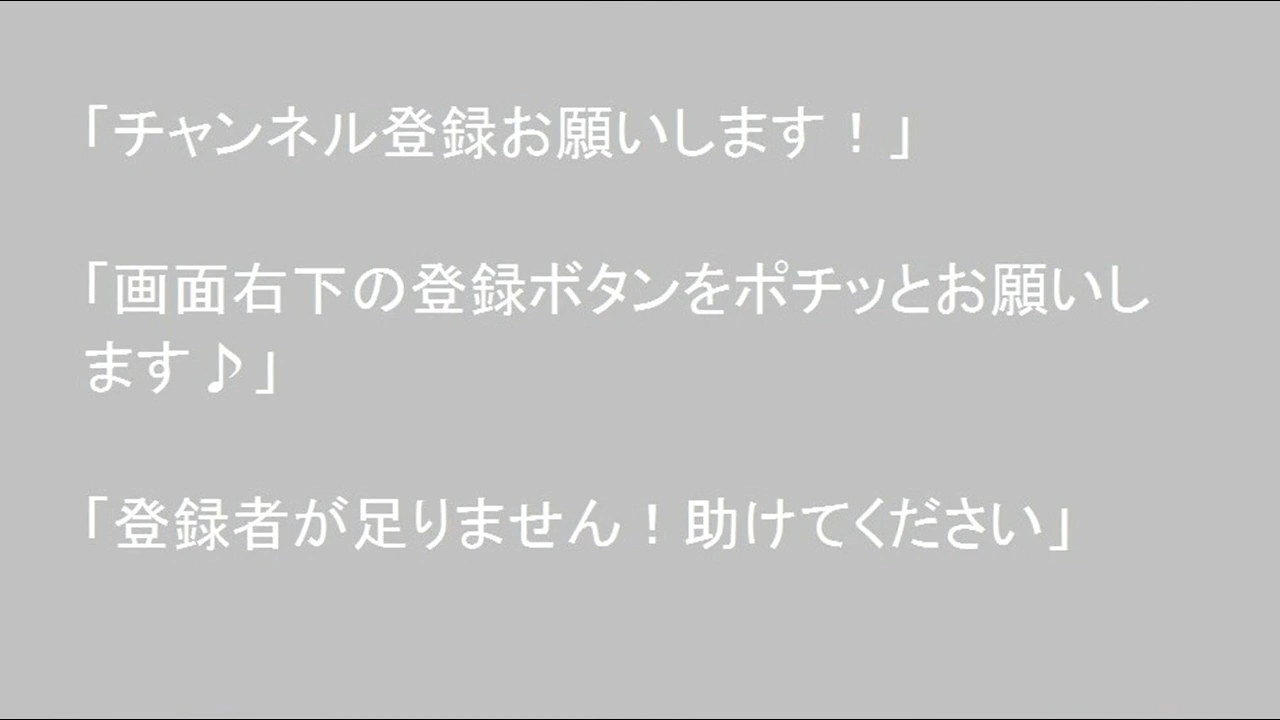 「チャンネル登録お願いします！」
「画面右下の登録ボタンをポチッとお願いし
ます♪」
「登録者が足りません！助けてください」